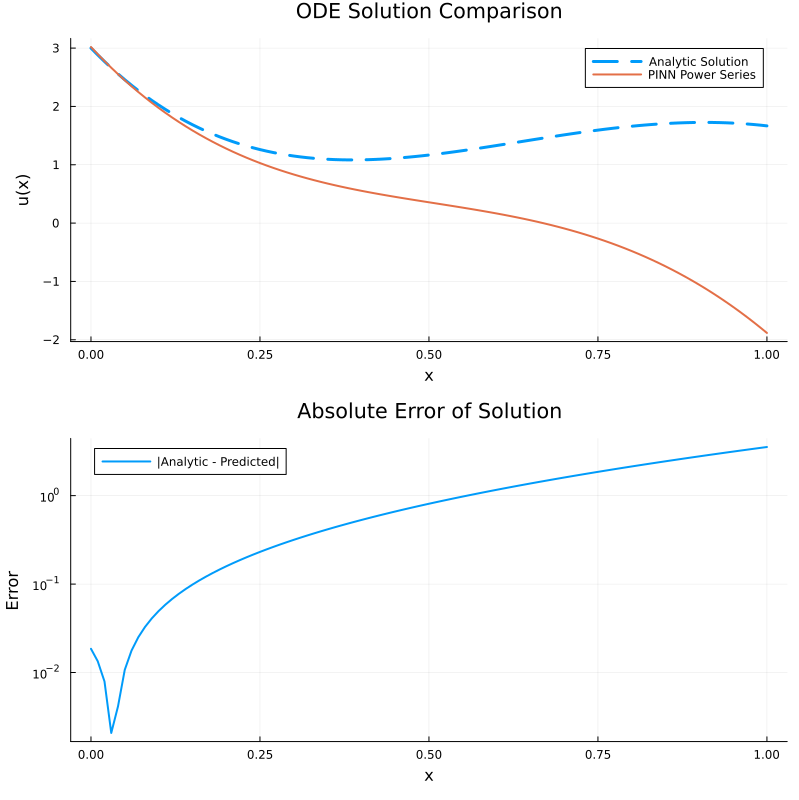 ODE Solution Comparison
3
2
1
0
−1
−2
u(x)
Analytic Solution
PINN Power Series
0.00 0.25 0.50 0.75 1.00
x
Absolute Error of Solution
|Analytic - Predicted|
10⁰
10⁻¹
10⁻²
Error
0.00 0.25 0.50 0.75 1.00
x